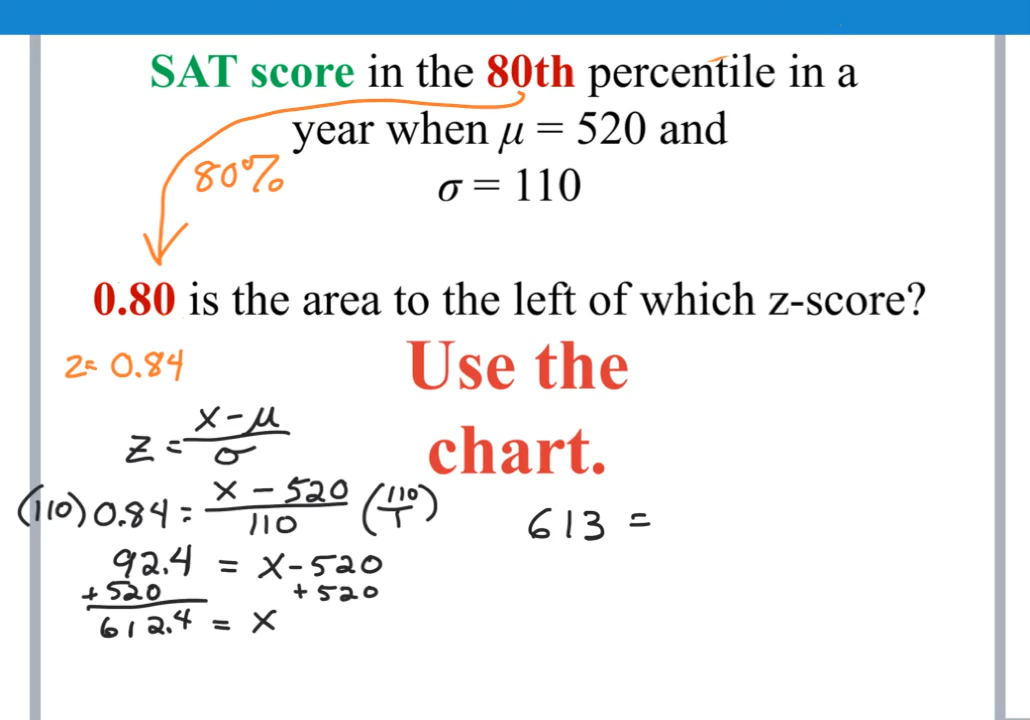 SAT score in the 80th percentile in a
year when μ = 520 and
80%
σ = 110
0.80 is the area to the left of which z-score?
z= 0.84
Use the
chart.
z = x - μ / σ
(110) 0.84 = x - 520 / 110 (110/1)
613 =
92.4 = x - 520
+520 +520
612.4 = x